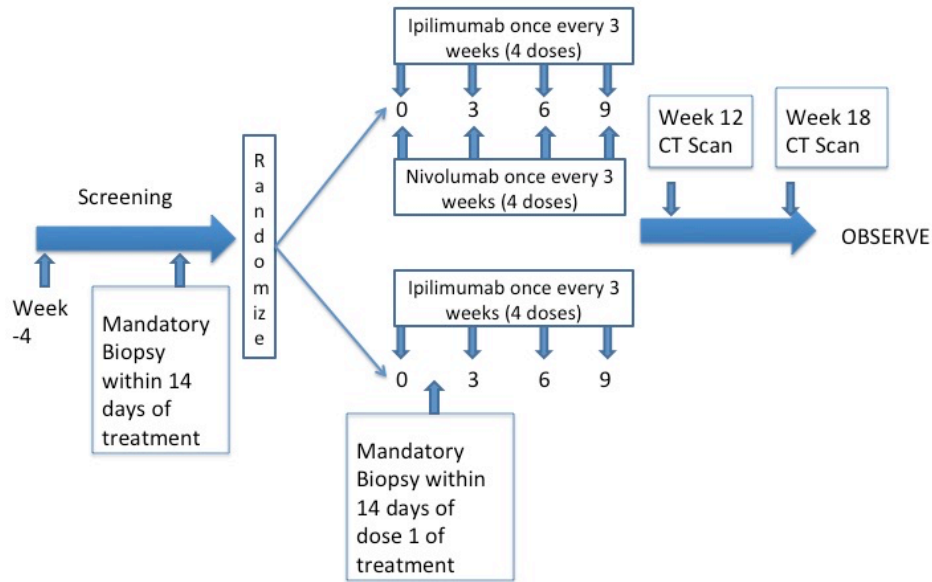 Screening
Week
-4
Mandatory
Biopsy
within 14
days of
treatment
R
a
n
d
o
m
iz
e
Ipilimumab once every 3
weeks (4 doses)
0 3 6 9
Nivolumab once every 3
weeks (4 doses)
Ipilimumab once every 3
weeks (4 doses)
0 3 6 9
Mandatory
Biopsy within
14 days of
dose 1 of
treatment
Week 12
CT Scan
Week 18
CT Scan
OBSERVE